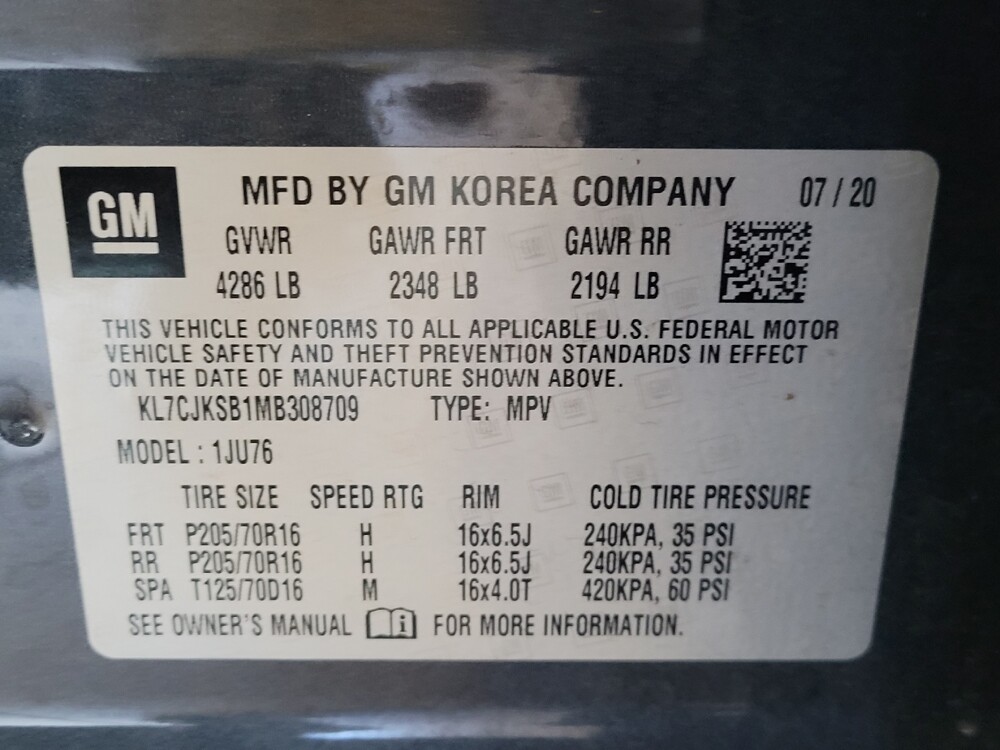 GM
MFD BY GM KOREA COMPANY 07 / 20
GVWR GAWR FRT GAWR RR
4286 LB 2348 LB 2194 LB
THIS VEHICLE CONFORMS TO ALL APPLICABLE U.S. FEDERAL MOTOR
VEHICLE SAFETY AND THEFT PREVENTION STANDARDS IN EFFECT
ON THE DATE OF MANUFACTURE SHOWN ABOVE.
KL7CJKSB1MB308709 TYPE: MPV
MODEL : 1JU76
TIRE SIZE SPEED RTG RIM COLD TIRE PRESSURE
FRT P205/70R16 H 16x6.5J 240KPA, 35 PSI
RR P205/70R16 H 16x6.5J 240KPA, 35 PSI
SPA T125/70D16 M 16x4.0T 420KPA, 60 PSI
SEE OWNER'S MANUAL i FOR MORE INFORMATION.